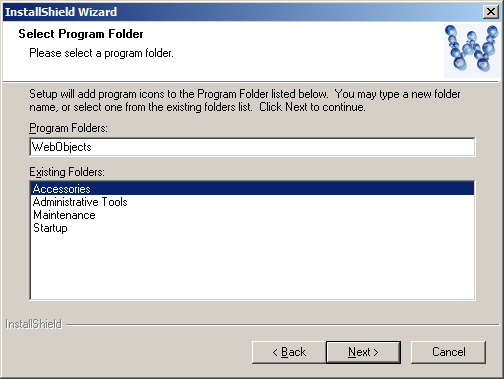 InstallShield Wizard
Select Program Folder
Please select a program folder.
Setup will add program icons to the Program Folder listed below.  You may type a new folder
name, or select one from the existing folders list.  Click Next to continue.
Program Folders:
WebObjects
Existing Folders:
Accessories
Administrative Tools
Maintenance
Startup
InstallShield
< Back
Next >
Cancel